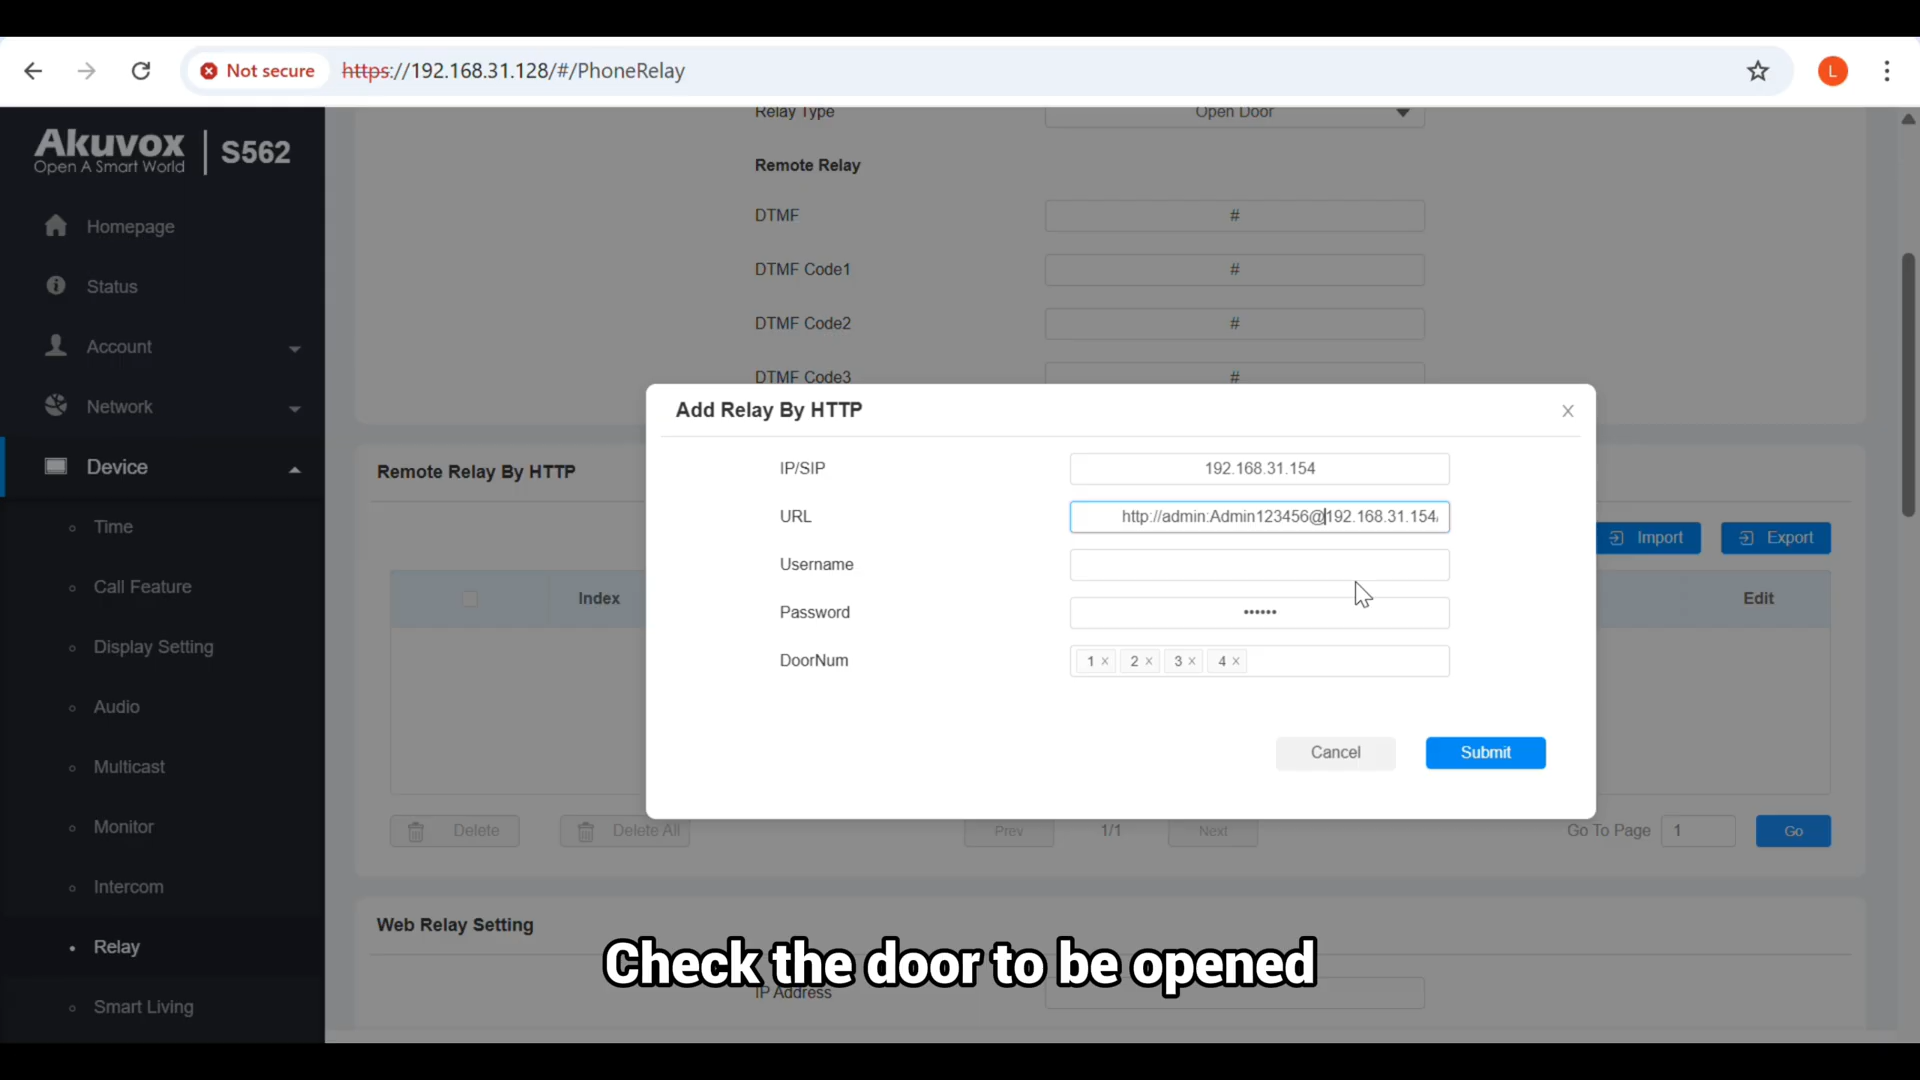 Not secure https://192.168.31.128/#/PhoneRelay L
Akuvox
Open A Smart World
S562
Homepage
Status
Account
Network
Device
Time
Call Feature
Display Setting
Audio
Multicast
Monitor
Intercom
Relay
Smart Living
Relay Type Open Door
Remote Relay
DTMF #
DTMF Code1 #
DTMF Code2 #
DTMF Code3 #
Remote Relay By HTTP
Import Export
Index Edit
Add Relay By HTTP X
IP/SIP 192.168.31.154
URL http://admin:Admin123456@192.168.31.154/
Username
Password ••••••
DoorNum 1 × 2 × 3 × 4 ×
Cancel Submit
Delete Delete All Prev 1/1 Next Go To Page 1 Go
Web Relay Setting
Check the door to be opened
IP Address